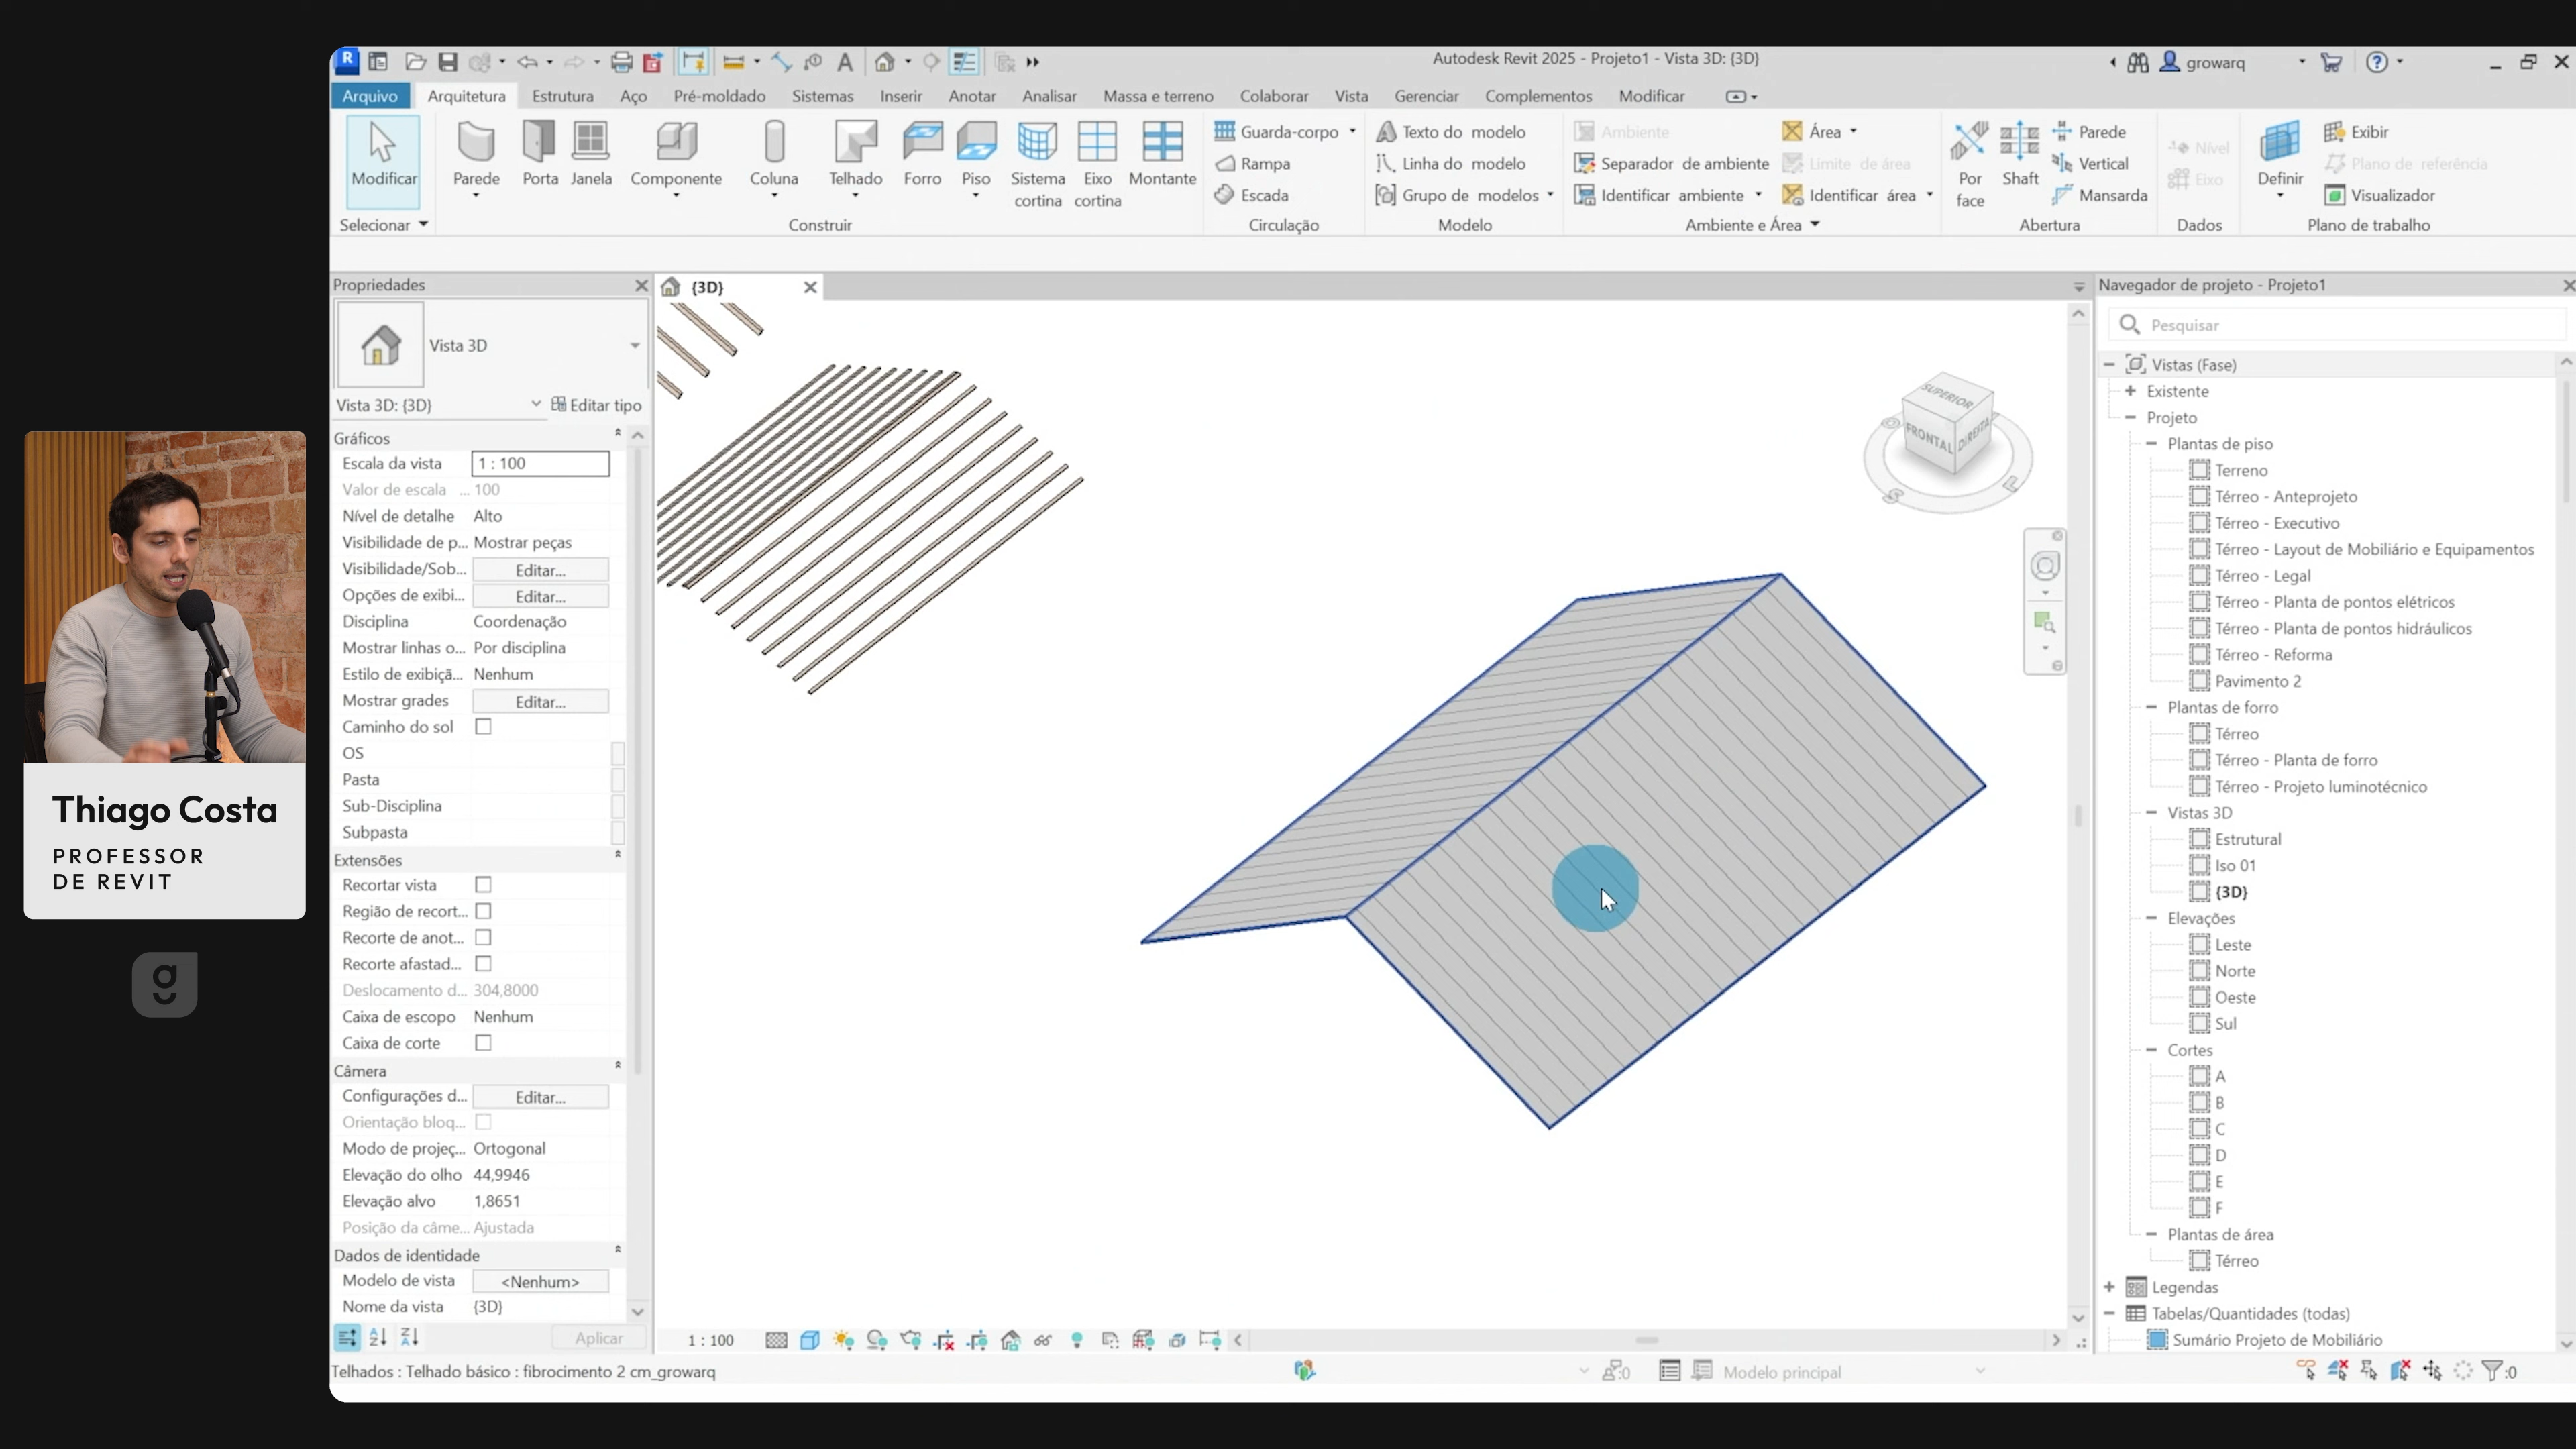 Autodesk Revit 2025 - Projeto1 - Vista 3D: {3D}
growarq
Arquivo
Arquitetura
Estrutura
Aço
Pré-moldado
Sistemas
Inserir
Anotar
Analisar
Massa e terreno
Colaborar
Vista
Gerenciar
Complementos
Modificar
Modificar
Parede
Porta
Janela
Componente
Coluna
Telhado
Forro
Piso
Sistema
cortina
Eixo
cortina
Montante
Guarda-corpo
Rampa
Escada
Texto do modelo
Linha do modelo
Grupo de modelos
Ambiente
Separador de ambiente
Identificar ambiente
Área
Limite de área
Identificar área
Por
face
Shaft
Parede
Vertical
Mansarda
Nível
Eixo
Definir
Exibir
Plano de referência
Visualizador
Selecionar
Construir
Circulação
Modelo
Ambiente e Área
Abertura
Dados
Plano de trabalho
Propriedades
Vista 3D
Vista 3D: {3D}
Editar tipo
Gráficos
Escala da vista 1 : 100
Valor de escala ... 100
Nível de detalhe Alto
Visibilidade de p... Mostrar peças
Visibilidade/Sob... Editar...
Opções de exibi... Editar...
Disciplina Coordenação
Mostrar linhas o... Por disciplina
Estilo de exibiçã... Nenhum
Mostrar grades Editar...
Caminho do sol
OS
Pasta
Sub-Disciplina
Subpasta
Extensões
Recortar vista
Região de recort...
Recorte de anot...
Recorte afastad...
Deslocamento d... 304,8000
Caixa de escopo Nenhum
Caixa de corte
Câmera
Configurações d... Editar...
Orientação bloq...
Modo de projeç... Ortogonal
Elevação do olho 44,9946
Elevação alvo 1,8651
Posição da câme... Ajustada
Dados de identidade
Modelo de vista <Nenhum>
Nome da vista {3D}
Aplicar
{3D}
SUPERIOR
FRONTAL
DIREITA
O
S
L
1 : 100
Telhados : Telhado básico : fibrocimento 2 cm_growarq
:0
Modelo principal
:0
Navegador de projeto - Projeto1
Pesquisar
Vistas (Fase)
Existente
Projeto
Plantas de piso
Terreno
Térreo - Anteprojeto
Térreo - Executivo
Térreo - Layout de Mobiliário e Equipamentos
Térreo - Legal
Térreo - Planta de pontos elétricos
Térreo - Planta de pontos hidráulicos
Térreo - Reforma
Pavimento 2
Plantas de forro
Térreo
Térreo - Planta de forro
Térreo - Projeto luminotécnico
Vistas 3D
Estrutural
Iso 01
{3D}
Elevações
Leste
Norte
Oeste
Sul
Cortes
A
B
C
D
E
F
Plantas de área
Térreo
Legendas
Tabelas/Quantidades (todas)
Sumário Projeto de Mobiliário
Thiago Costa
PROFESSOR
DE REVIT
g